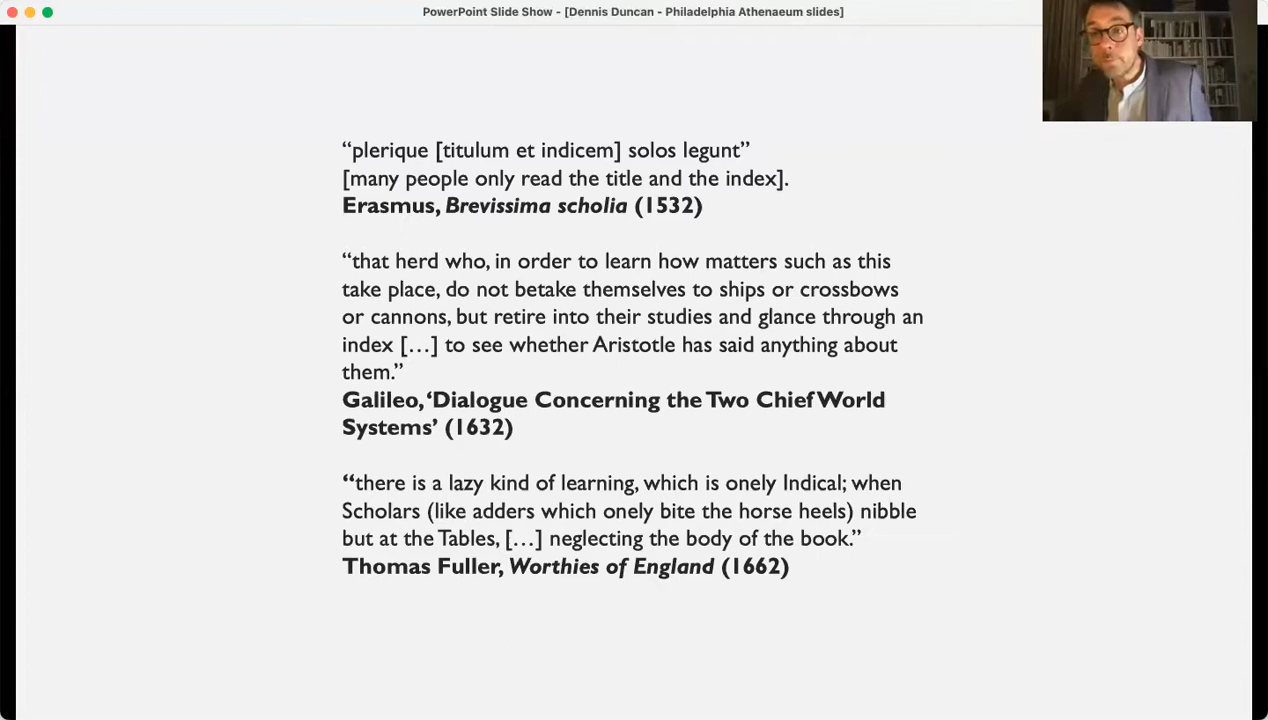 PowerPoint Slide Show - [Dennis Duncan - Philadelphia Athenaeum slides]
“plerique [titulum et indicem] solos legunt”
[many people only read the title and the index].
Erasmus, Brevissima scholia (1532)
“that herd who, in order to learn how matters such as this
take place, do not betake themselves to ships or crossbows
or cannons, but retire into their studies and glance through an
index […] to see whether Aristotle has said anything about
them.”
Galileo, ‘Dialogue Concerning the Two Chief World
Systems’ (1632)
“there is a lazy kind of learning, which is onely Indical; when
Scholars (like adders which onely bite the horse heels) nibble
but at the Tables, […] neglecting the body of the book.”
Thomas Fuller, Worthies of England (1662)